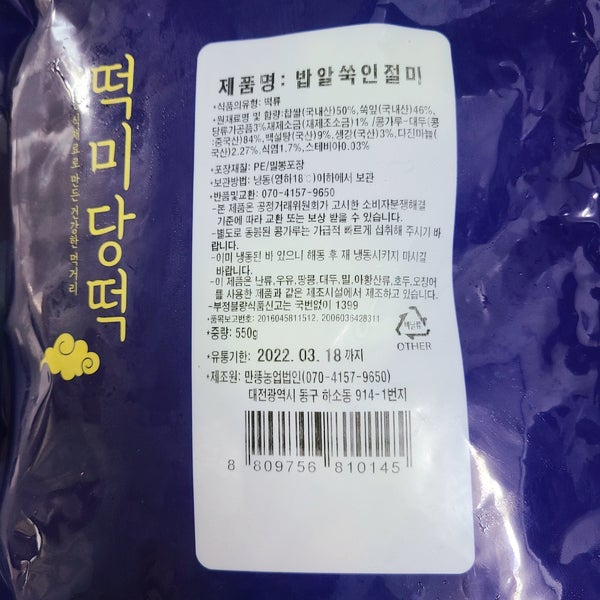 떡미당떡
식재료로 만든 건강한 먹거리
제품명: 밥알쑥인절미
*식품의유형: 떡류
*원재료명 및 함량:찹쌀(국내산)50%,쑥잎(국내산)46%,
당류가공품3%재제소금(재제조소금)1% /콩가루-대두(콩
:중국산)84%,백설탕(국산)9%,생강(국산)3%,다진마늘(
국산)2.27%,식염1.7%,스테비아0.03%
*포장재질: PE/밀봉포장
*보관방법: 냉동(영하18℃)이하에서 보관
*반품및교환: 070-4157-9650
-본 제품은 공정거래위원회가 고시한 소비자분쟁해결
기준에 따라 교환 또는 보상 받을 수 있습니다.
-별도로 동봉된 콩가루는 가급적 빠르게 섭취해 주시기 바
랍니다.
-이미 냉동된 바 있으니 해동 후 재 냉동시키지 마시길
바랍니다.
-이 제품은 난류,우유,땅콩,대두,밀,아황산류,호두,오징어
를 사용한 제품과 같은 제조시설에서 제조하고 있습니다.
-부정불량식품신고는 국번없이 1399
*품목보고번호: 2016045811512, 2006036428311
*중량: 550g
OTHER
*유통기한: 2022.03.18까지
*제조원: 만풍농업법인(070-4157-9650)
대전광역시 동구 하소동 914-1번지
8 809756 810145